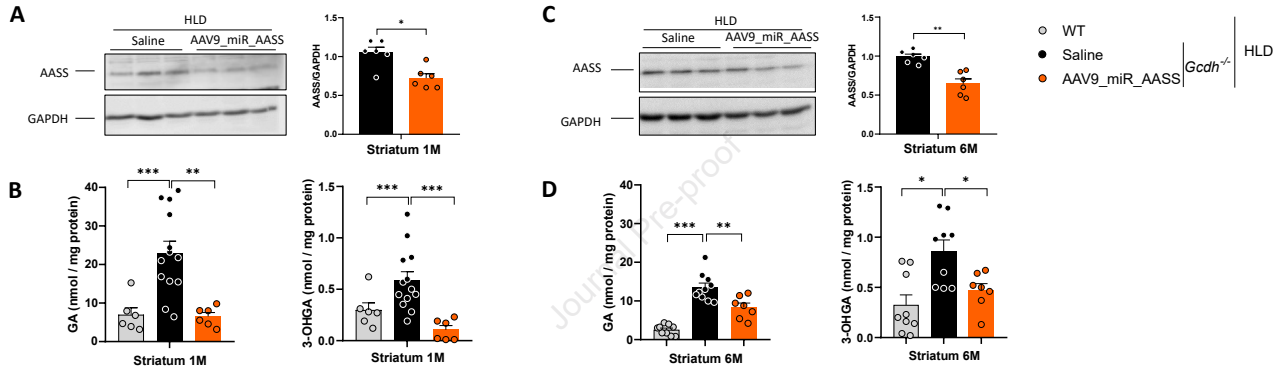 A
HLD
Saline AAV9_miR_AASS
AASS
GAPDH
AASS/GAPDH
1.5
1.0
0.5
0.0
*
Striatum 1M
C
HLD
Saline AAV9_miR_AASS
AASS
GAPDH
AASS/GAPDH
1.5
1.0
0.5
0.0
**
Striatum 6M
WT
Saline
AAV9_miR_AASS
Gcdh-/-
HLD
B
GA (nmol / mg protein)
40
30
20
10
0
*** **
Striatum 1M
3-OHGA (nmol / mg protein)
1.5
1.0
0.5
0.0
*** ***
Striatum 1M
D
GA (nmol / mg protein)
40
30
20
10
0
*** **
Striatum 6M
3-OHGA (nmol / mg protein)
1.5
1.0
0.5
0.0
* *
Striatum 6M
Journal Pre-proof